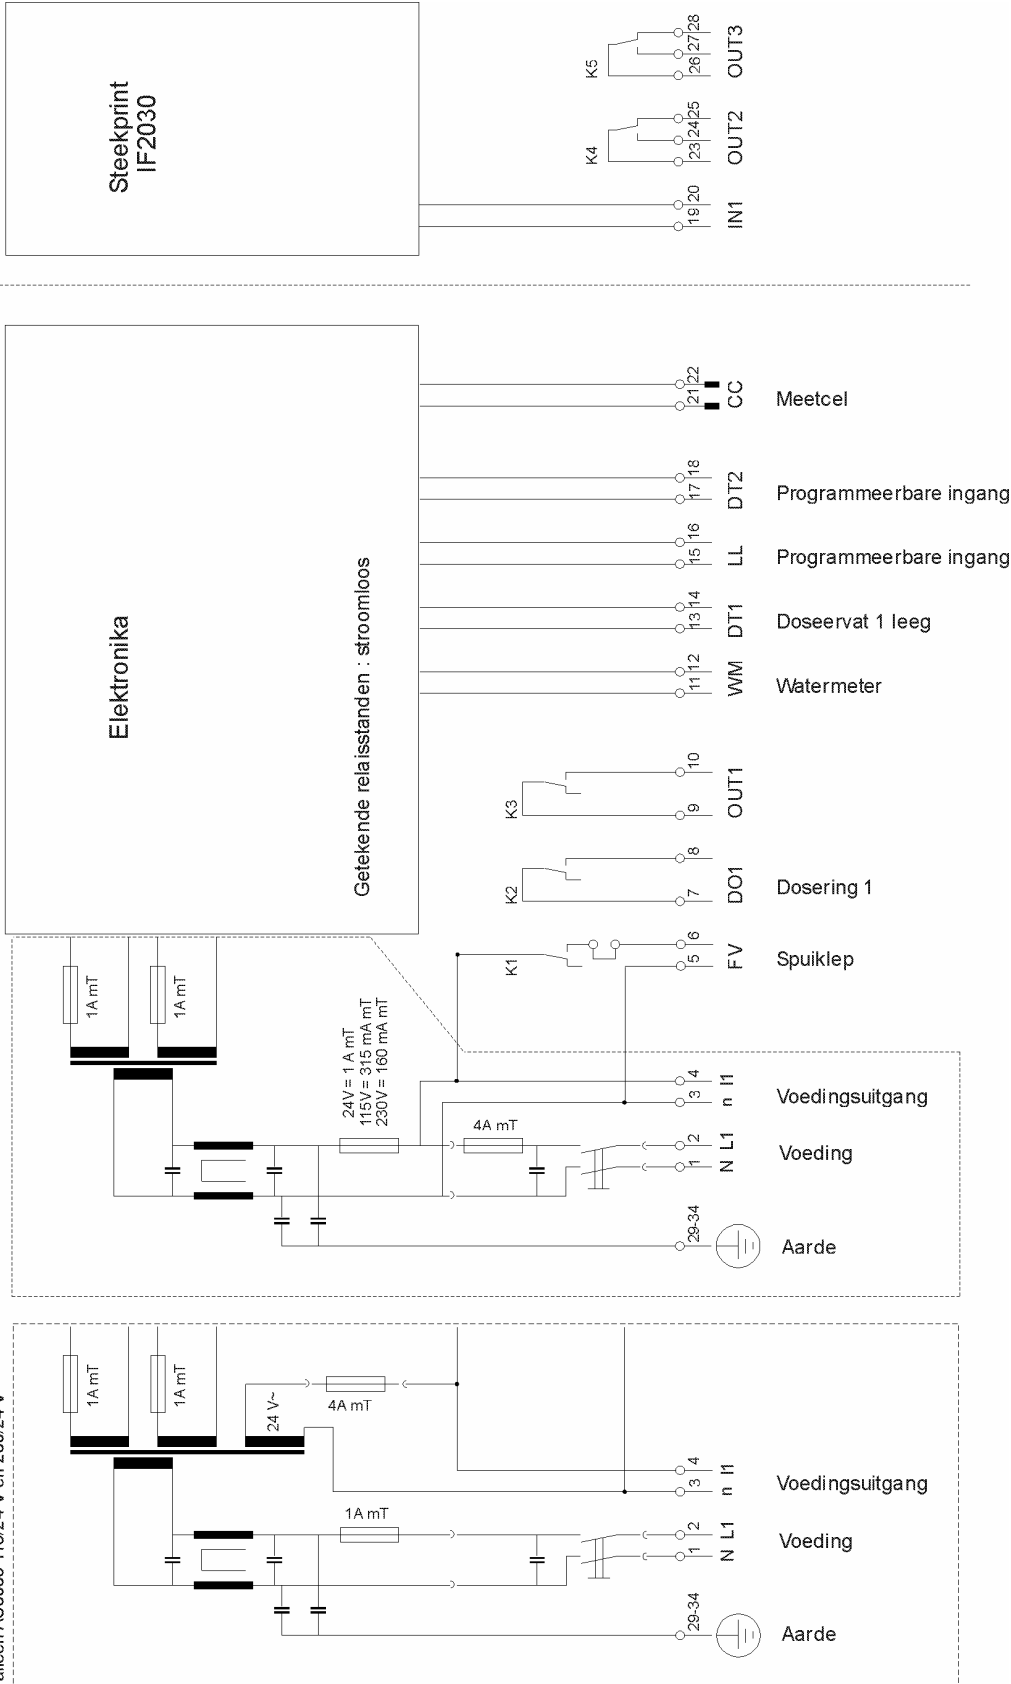 Steekprint
IF2030
K5
28
27
26
OUT3
K4
25
24
23
OUT2
20
19
IN1
Elektronika
Getekende relaisstanden : stroomloos
22
21
CC
Meetcel
18
17
DT2
Programmeerbare ingang
16
15
LL
Programmeerbare ingang
14
13
DT1
Doseervat 1 leeg
12
11
WM
Watermeter
K3
10
9
OUT1
K2
8
7
DO1
Dosering 1
K1
6
5
FV
Spuiklep
1A mT
1A mT
24V = 1 A mT
115V = 315 mA mT
230V = 160 mA mT
4A mT
4
3
l1
n
Voedingsuitgang
2
1
L1
N
Voeding
29-34
Aarde
1A mT
1A mT
24 V~
4A mT
4
3
l1
n
Voedingsuitgang
1A mT
2
1
L1
N
Voeding
29-34
Aarde